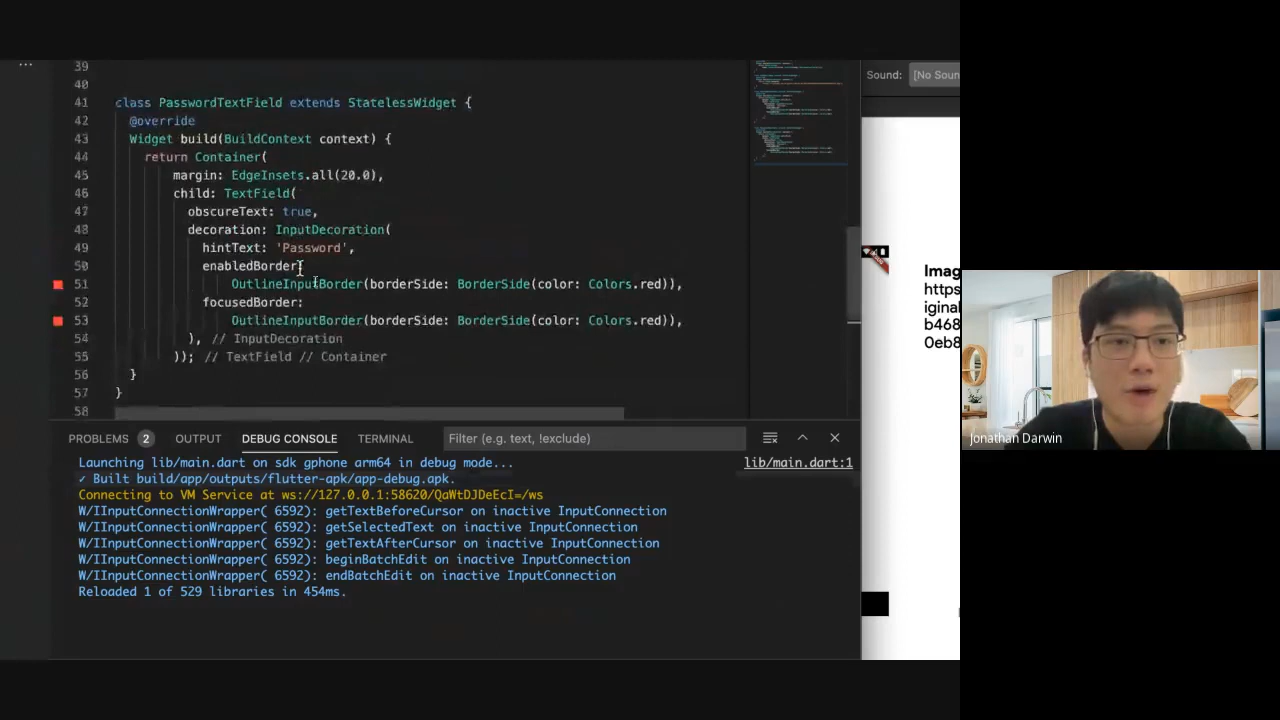 39
40
41 class PasswordTextField extends StatelessWidget {
42 @override
43 Widget build(BuildContext context) {
44 return Container(
45 margin: EdgeInsets.all(20.0),
46 child: TextField(
47 obscureText: true,
48 decoration: InputDecoration(
49 hintText: 'Password',
50 enabledBorder:
51 OutlineInputBorder(borderSide: BorderSide(color: Colors.red)),
52 focusedBorder:
53 OutlineInputBorder(borderSide: BorderSide(color: Colors.red)),
54 ), // InputDecoration
55 )); // TextField // Container
56 }
57 }
58
PROBLEMS 2 OUTPUT DEBUG CONSOLE TERMINAL Filter (e.g. text, !exclude)
Launching lib/main.dart on sdk gphone arm64 in debug mode... lib/main.dart:1
✓ Built build/app/outputs/flutter-apk/app-debug.apk.
Connecting to VM Service at ws://127.0.0.1:58620/QaWtDJDeEcI=/ws
W/IInputConnectionWrapper( 6592): getTextBeforeCursor on inactive InputConnection
W/IInputConnectionWrapper( 6592): getSelectedText on inactive InputConnection
W/IInputConnectionWrapper( 6592): getTextAfterCursor on inactive InputConnection
W/IInputConnectionWrapper( 6592): beginBatchEdit on inactive InputConnection
W/IInputConnectionWrapper( 6592): endBatchEdit on inactive InputConnection
Reloaded 1 of 529 libraries in 454ms.
Sound: [No Soun
Imag
https
iginal
b468
0eb8
Jonathan Darwin